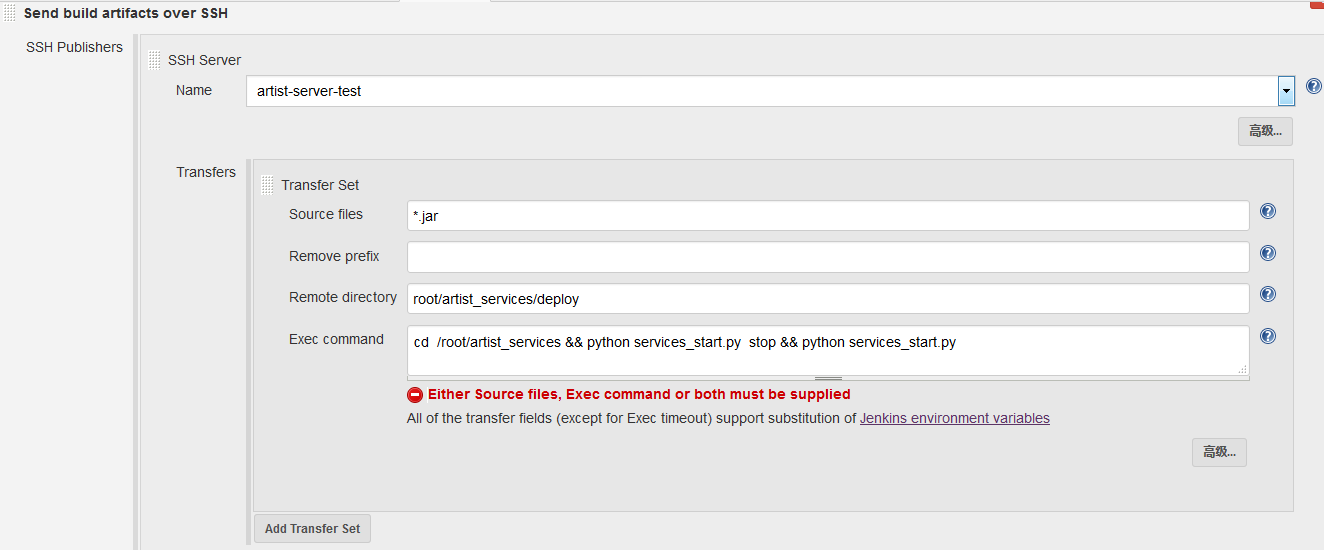 Send build artifacts over SSH
SSH Publishers
SSH Server
Name
artist-server-test
高级...
Transfers
Transfer Set
Source files
*.jar
Remove prefix
Remote directory
root/artist_services/deploy
Exec command
cd  /root/artist_services && python services_start.py  stop && python services_start.py
Either Source files, Exec command or both must be supplied
All of the transfer fields (except for Exec timeout) support substitution of Jenkins environment variables
高级...
Add Transfer Set